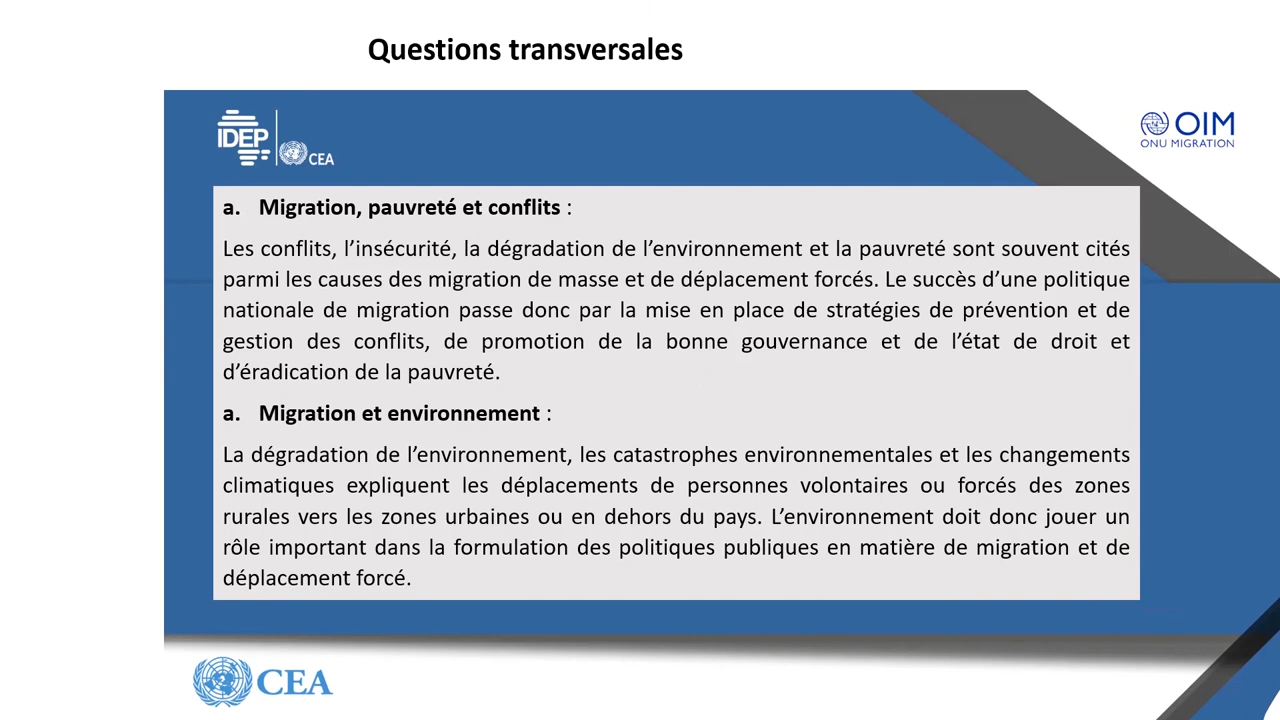 Questions transversales
IDEP
CEA
OIM
ONU MIGRATION
a. Migration, pauvreté et conflits :
Les conflits, l’insécurité, la dégradation de l’environnement et la pauvreté sont souvent cités
parmi les causes des migration de masse et de déplacement forcés. Le succès d’une politique
nationale de migration passe donc par la mise en place de stratégies de prévention et de
gestion des conflits, de promotion de la bonne gouvernance et de l’état de droit et
d’éradication de la pauvreté.
a. Migration et environnement :
La dégradation de l’environnement, les catastrophes environnementales et les changements
climatiques expliquent les déplacements de personnes volontaires ou forcés des zones
rurales vers les zones urbaines ou en dehors du pays. L’environnement doit donc jouer un
rôle important dans la formulation des politiques publiques en matière de migration et de
déplacement forcé.
CEA